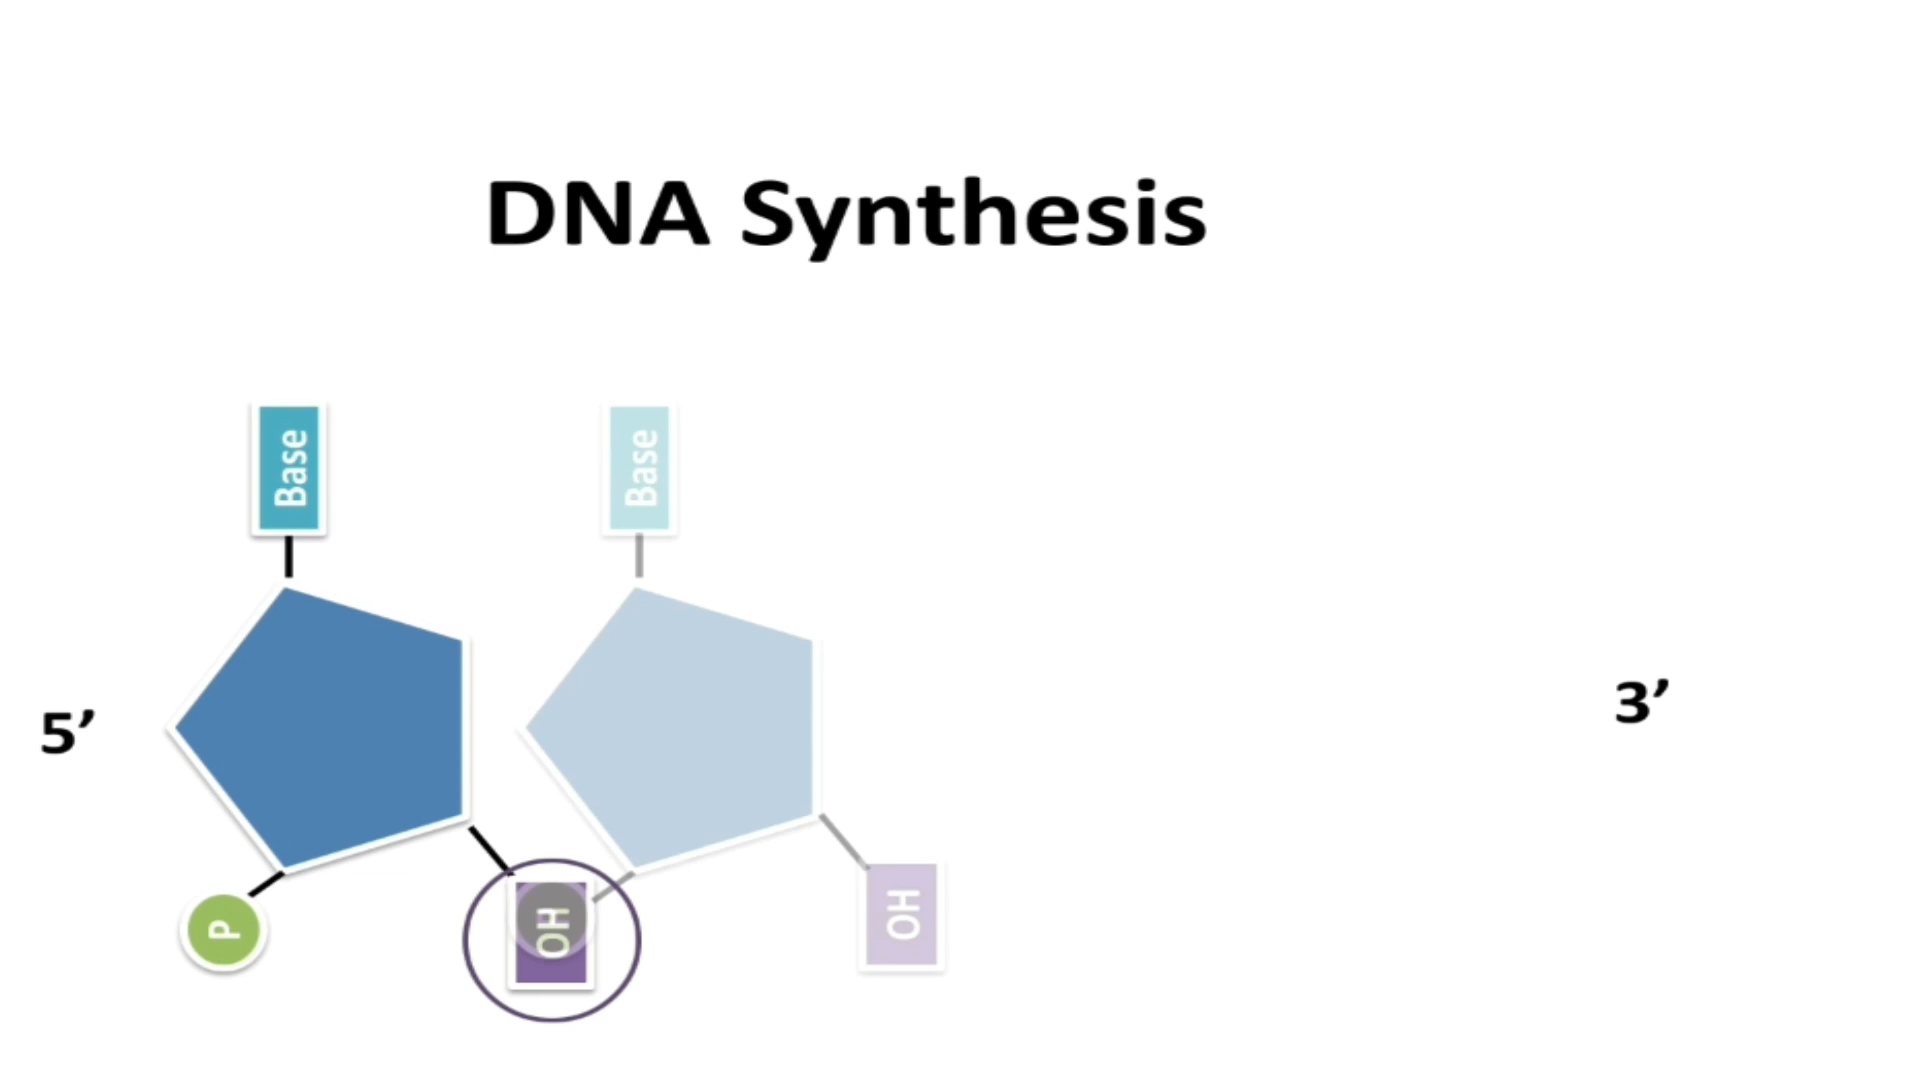 DNA Synthesis
Base
Base
5’
3’
P
OH
OH